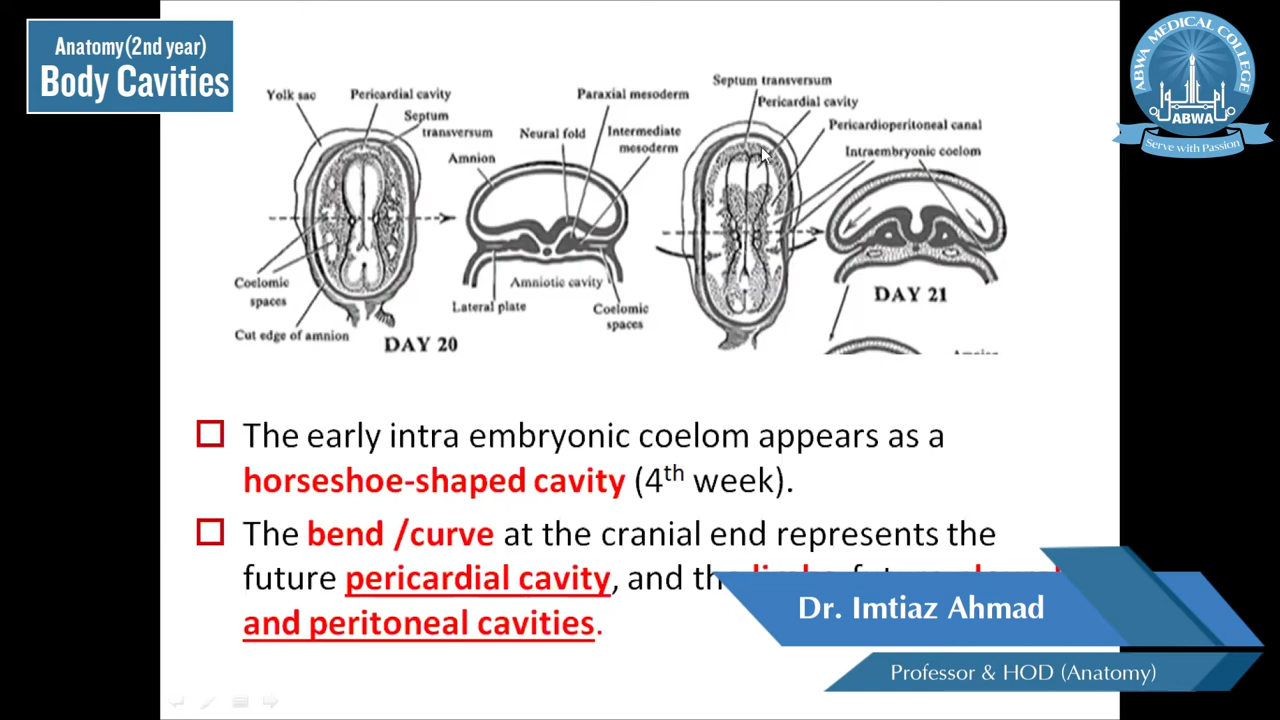 Anatomy(2nd year)
Body Cavities
ABWA MEDICAL COLLEGE
ABWA
Serve with Passion
Yolk sac
Pericardial cavity
Septum
transversum
Amnion
Neural fold
Paraxial mesoderm
Intermediate
mesoderm
Septum transversum
Pericardial cavity
Pericardioperitoneal canal
Intraembryonic coelom
Coelomic
spaces
Cut edge of amnion
DAY 20
Lateral plate
Amniotic cavity
Coelomic
spaces
DAY 21
The early intra embryonic coelom appears as a
horseshoe-shaped cavity (4th week).
The bend /curve at the cranial end represents the
future pericardial cavity, and the
and peritoneal cavities.
Dr. Imtiaz Ahmad
Professor & HOD (Anatomy)